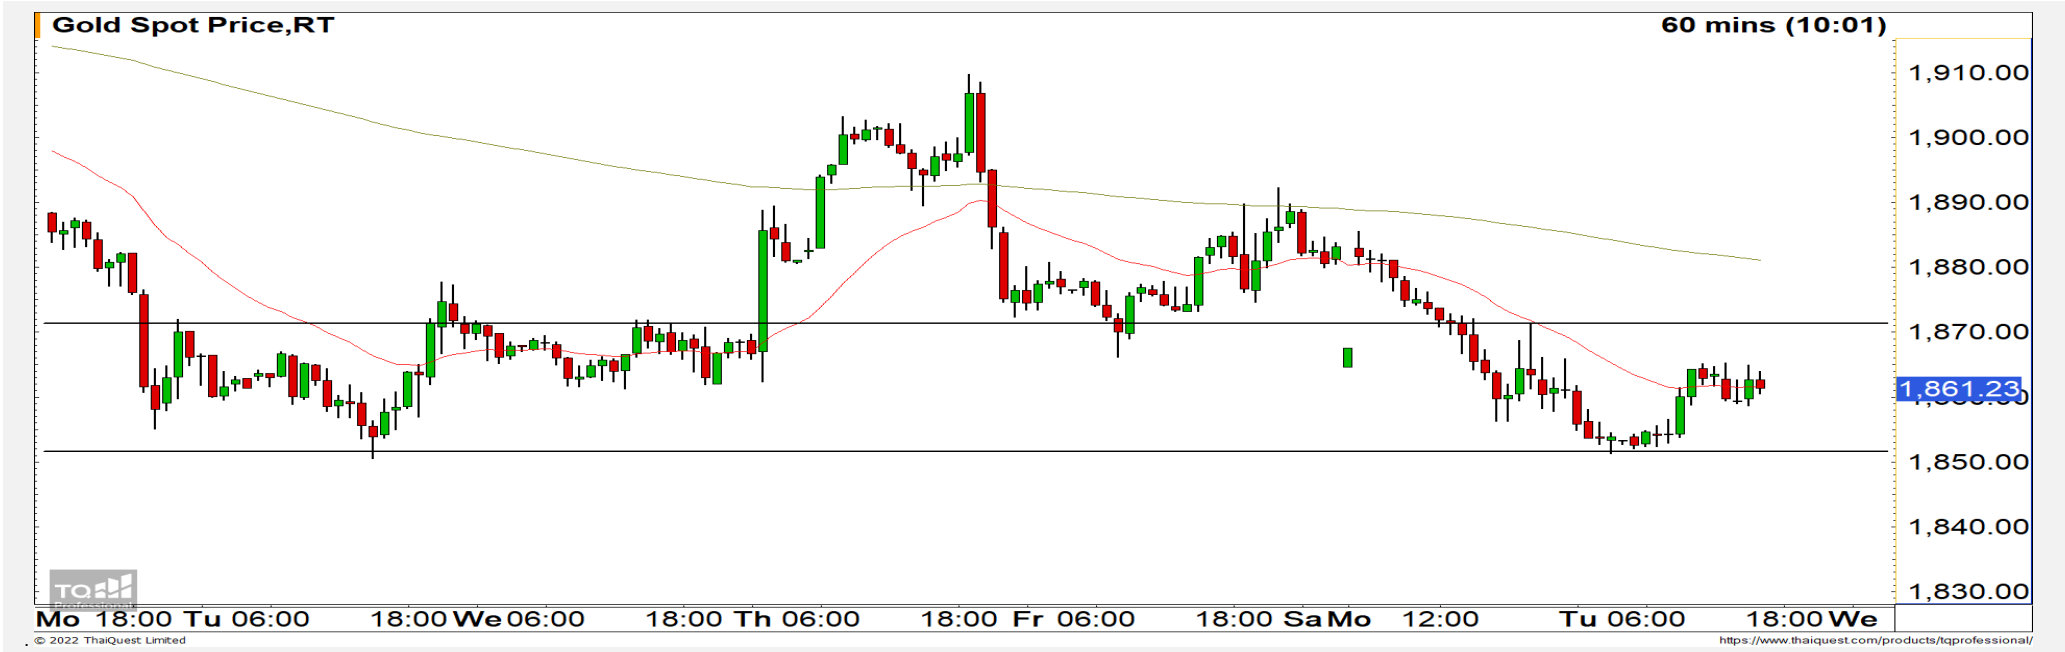 Gold Spot Price,RT 60 mins (10:01)
1,910.00
1,900.00
1,890.00
1,880.00
1,870.00
1,861.23
1,850.00
1,840.00
1,830.00
TQ
Professional
Mo 18:00 Tu 06:00 18:00 We 06:00 18:00 Th 06:00 18:00 Fr 06:00 18:00 Sa Mo 12:00 Tu 06:00 18:00 We
. © 2022 ThaiQuest Limited https://www.thaiquest.com/products/tqprofessional/